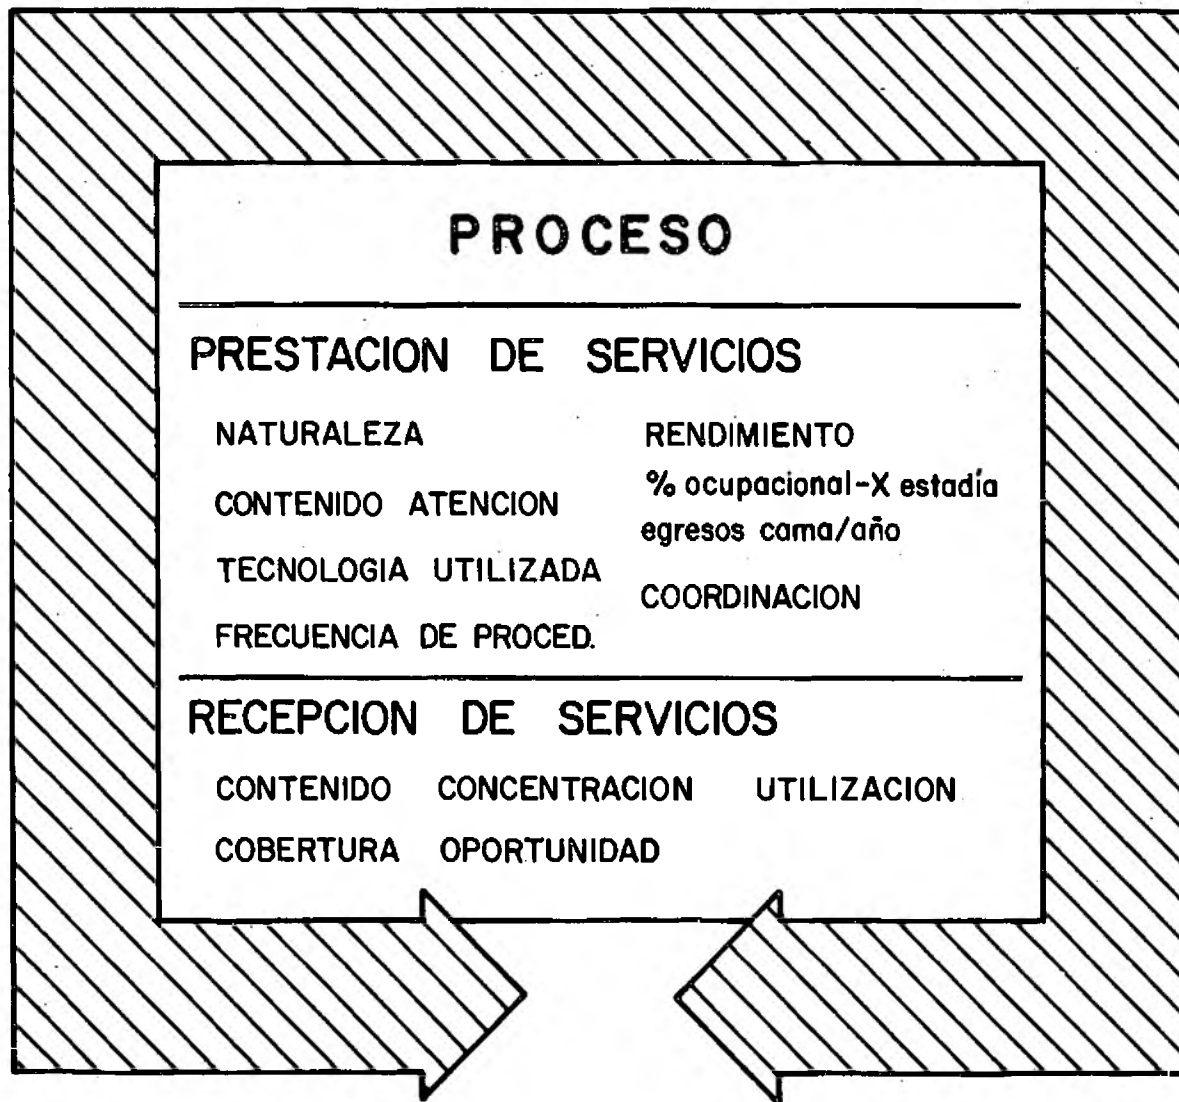 PROCESO
PRESTACION DE SERVICIOS
NATURALEZA
CONTENIDO ATENCION
TECNOLOGIA UTILIZADA
FRECUENCIA DE PROCED.
RENDIMIENTO
% ocupacional-X estadía
egresos cama/año
COORDINACION
RECEPCION DE SERVICIOS
CONTENIDO CONCENTRACION UTILIZACION
COBERTURA OPORTUNIDAD